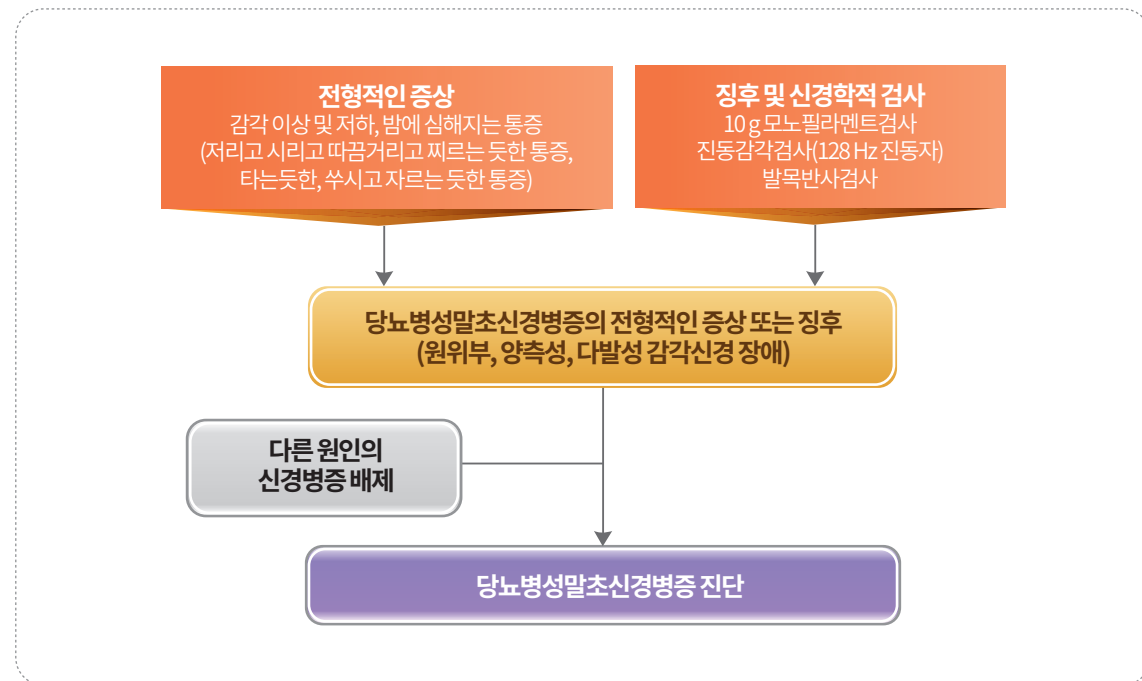 전형적인 증상
감각 이상 및 저하, 밤에 심해지는 통증
(저리고 시리고 따끔거리고 찌르는 듯한 통증,
타는듯한, 쑤시고 자르는 듯한 통증)
징후 및 신경학적 검사
10 g 모노필라멘트검사
진동감각검사(128 Hz 진동자)
발목반사검사
당뇨병성말초신경병증의 전형적인 증상 또는 징후
(원위부, 양측성, 다발성 감각신경 장애)
다른 원인의
신경병증 배제
당뇨병성말초신경병증 진단